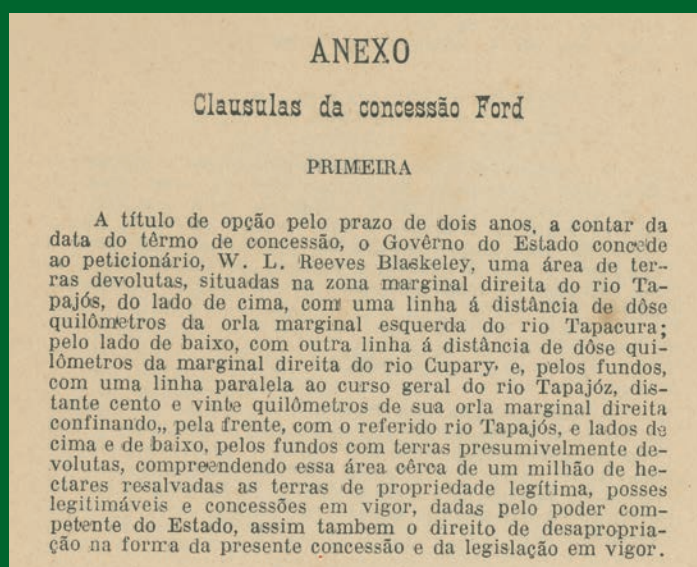 ANEXO
Clausulas da concessão Ford
PRIMEIRA
A título de opção pelo prazo de dois anos, a contar da
data do têrmo de concessão, o Govêrno do Estado concede
ao peticionário, W. L. Reeves Blaskeley, uma área de ter-
ras devolutas, situadas na zona marginal direita do rio Ta-
pajós, do lado de cima, com uma linha á distância de dôse
quilômetros da orla marginal esquerda do rio Tapacura;
pelo lado de baixo, com outra linha á distância de dôse qui-
lômetros da marginal direita do rio Cupary e, pelos fundos,
com uma linha paralela ao curso geral do rio Tapajóz, dis-
tante cento e vinte quilômetros de sua orla marginal direita
confinando,, pela frente, com o referido rio Tapajós, e lados de
cima e de baixo, pelos fundos com terras presumivelmente de-
volutas, compreendendo essa área cêrca de um milhão de he-
ctares resalvadas as terras de propriedade legítima, posses
legitimáveis e concessões em vigor, dadas pelo poder com-
petente do Estado, assim tambem o direito de desapropria-
ção na forma da presente concessão e da legislação em vigor.